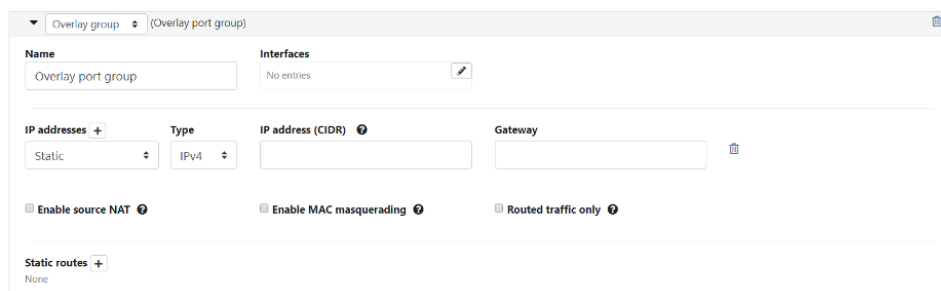 Overlay group (Overlay port group)
Name Interfaces
Overlay port group No entries
IP addresses + Type IP address (CIDR) ? Gateway
Static IPv4
Enable source NAT ? Enable MAC masquerading ? Routed traffic only ?
Static routes +
None